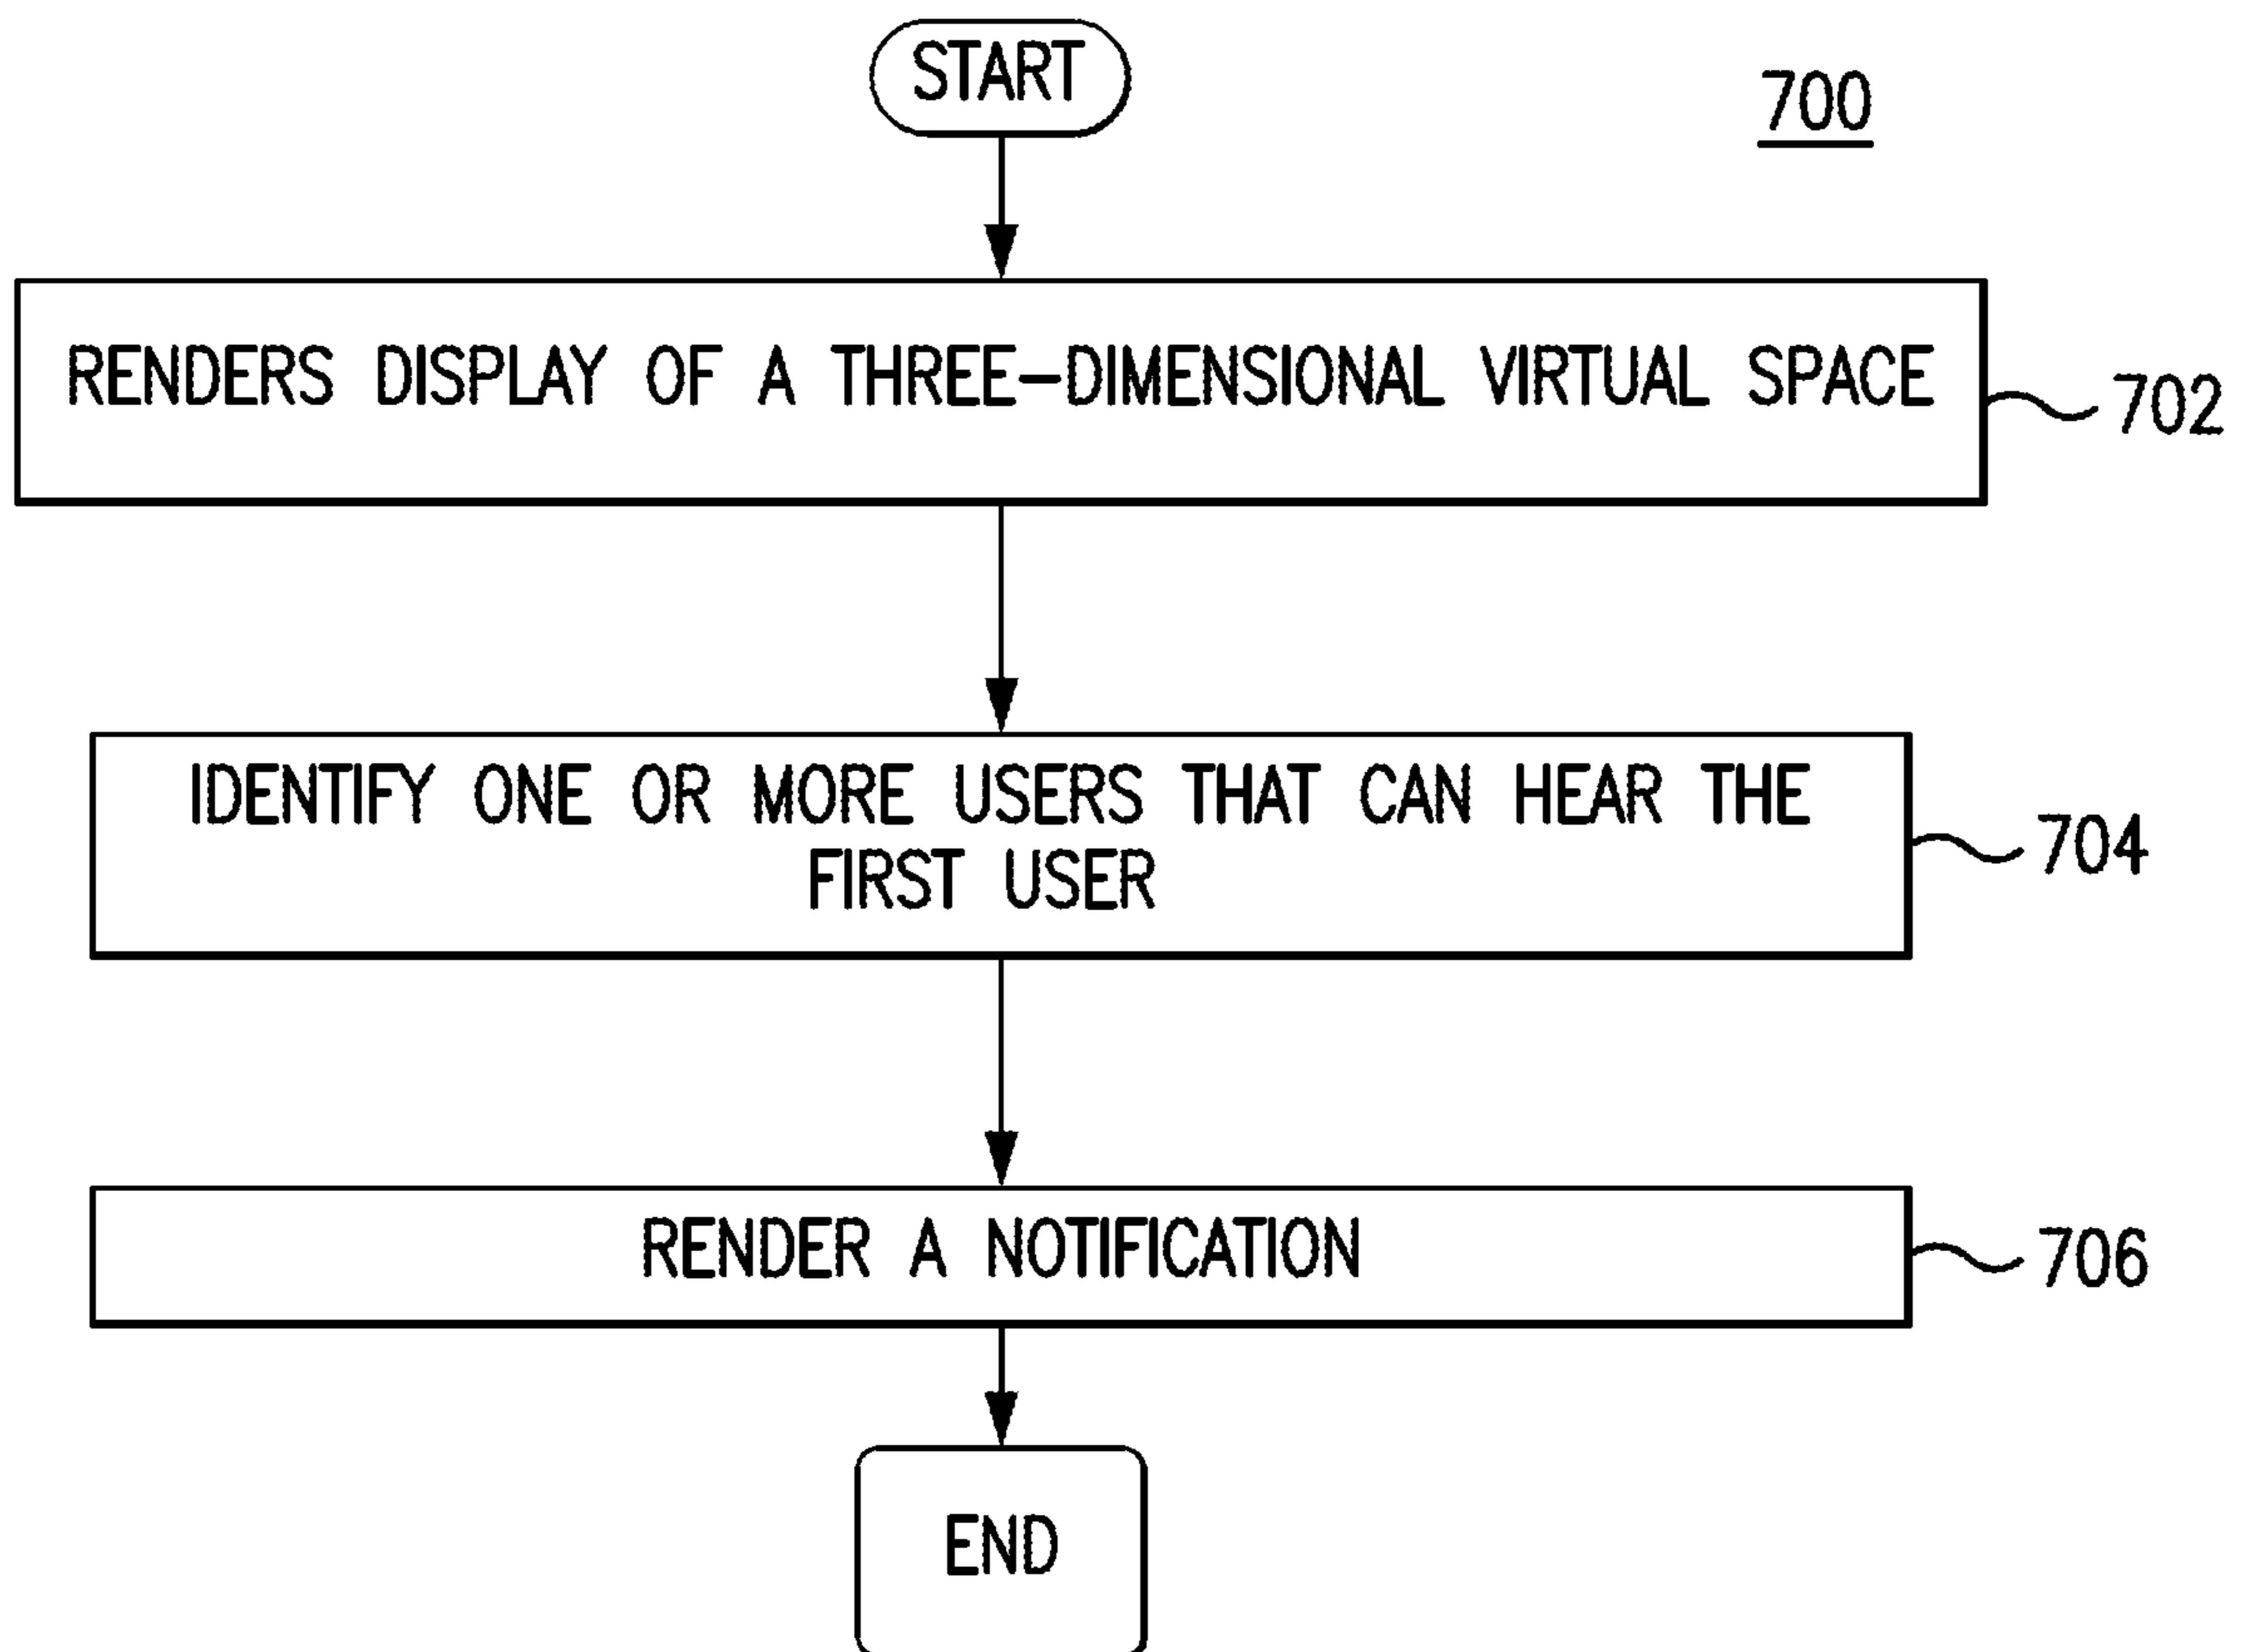 START
700
RENDERS DISPLAY OF A THREE-DIMENSIONAL VIRTUAL SPACE
702
IDENTIFY ONE OR MORE USERS THAT CAN HEAR THE
FIRST USER
704
RENDER A NOTIFICATION
706
END